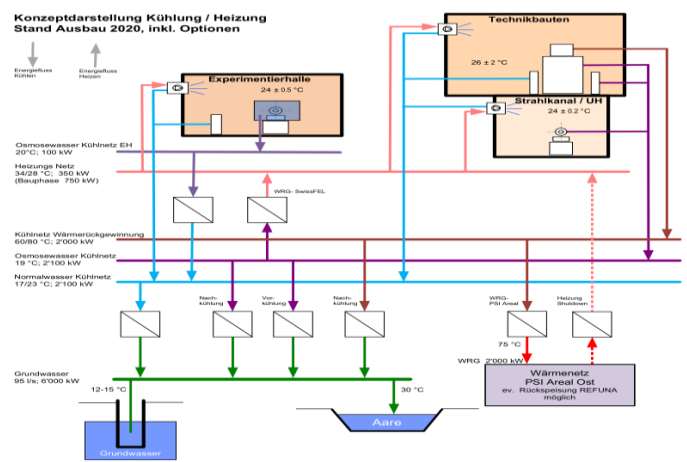 Konzeptdarstellung Kühlung / Heizung
Stand Ausbau 2020, inkl. Optionen
Energiefluss
Kühlen
Energiefluss
Heizen
Technikbauten
26 ± 2 °C
Experimentierhalle
24 ± 0.5 °C
Strahlkanal / UH
24 ± 0.2 °C
Osmosewasser Kühlnetz EH
20°C; 100 kW
Heizungs Netz
34/28 °C; 350 kW
(Bauphase 750 kW)
WRG- SwissFEL
Kühlnetz Wärmerückgewinnung
60/80 °C; 2'000 kW
Osmosewasser Kühlnetz
19 °C; 2'100 kW
Normalwasser Kühlnetz
17/23 °C; 2'100 kW
Nach-
kühlung
Vor-
kühlung
Nach-
kühlung
WRG-
PSI Areal
Heizung
Shutdown
75 °C
WRG 2'000 kW
Grundwasser
95 l/s; 6'000 kW
12-15 °C
30 °C
Wärmenetz
PSI Areal Ost
ev. Rückspeisung REFUNA
möglich
Aare
Grundwasser